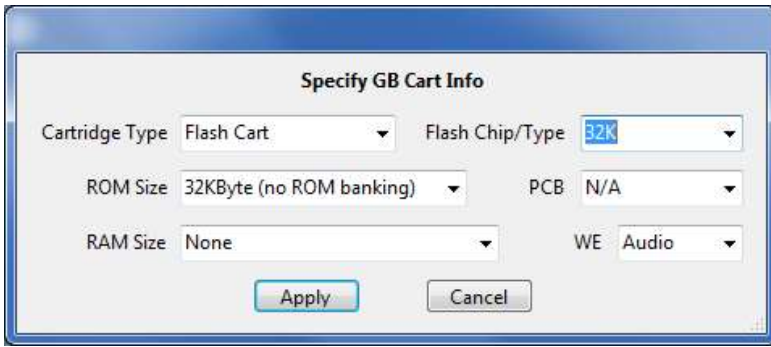 Specify GB Cart Info
Cartridge Type Flash Cart Flash Chip/Type 32K
ROM Size 32KByte (no ROM banking) PCB N/A
RAM Size None WE Audio
Apply Cancel